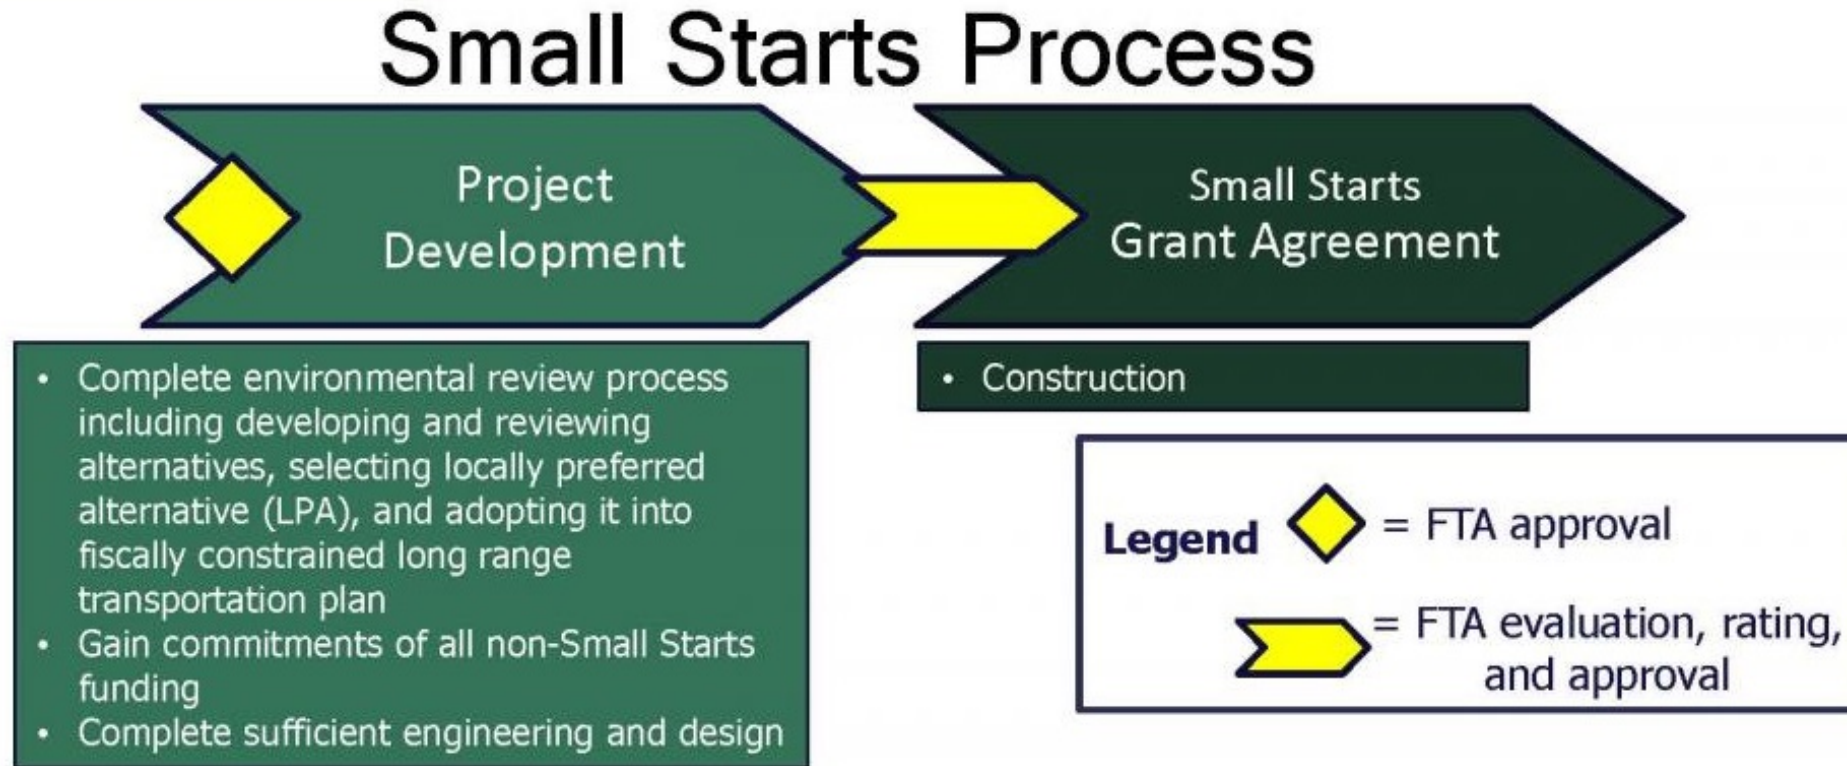 Small Starts Process
Project
Development
Small Starts
Grant Agreement
• Complete environmental review process
including developing and reviewing
alternatives, selecting locally preferred
alternative (LPA), and adopting it into
fiscally constrained long range
transportation plan
• Gain commitments of all non-Small Starts
funding
• Complete sufficient engineering and design
• Construction
Legend
= FTA approval
= FTA evaluation, rating,
and approval